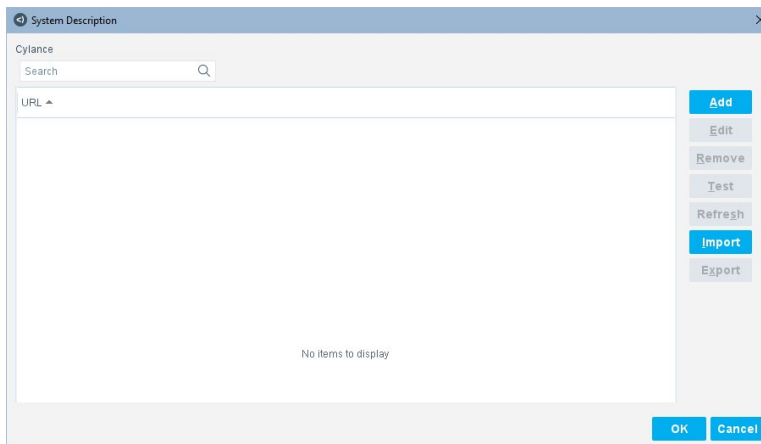 System Description
Cylance
Search
URL
Add
Edit
Remove
Test
Refresh
Import
Export
No items to display
OK Cancel